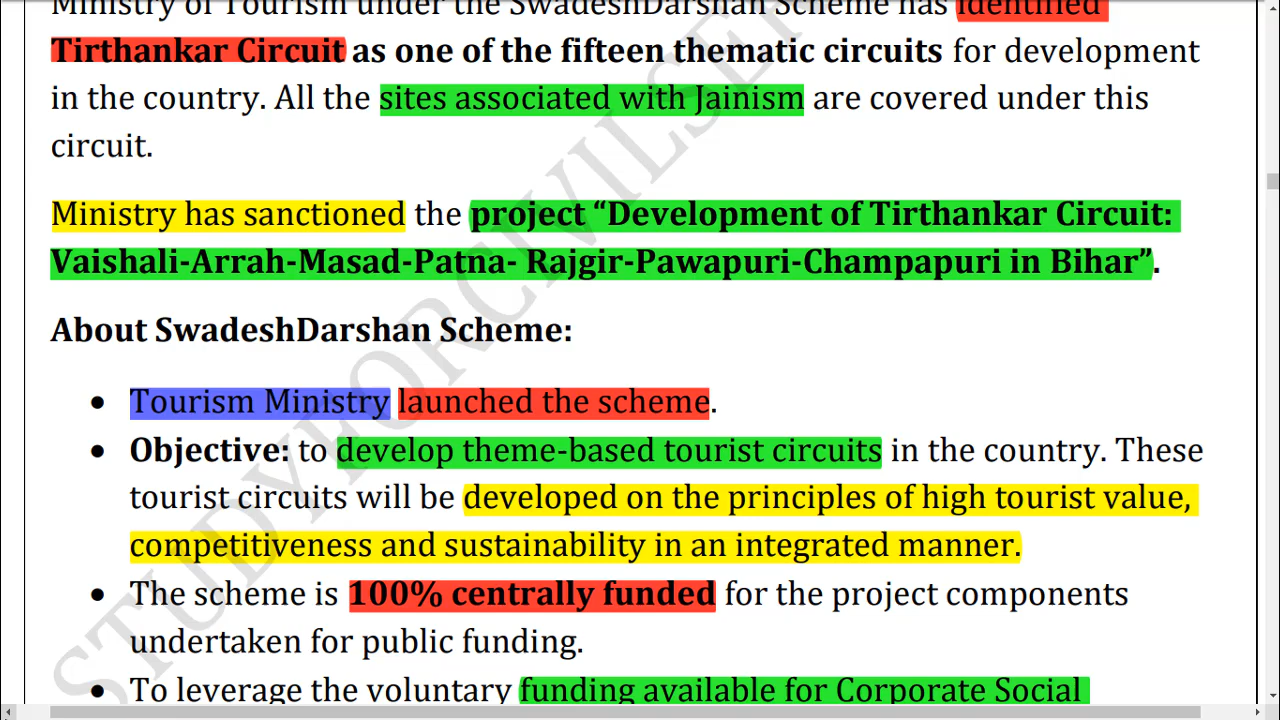 Ministry of Tourism under the SwadeshDarshan Scheme has identified
Tirthankar Circuit as one of the fifteen thematic circuits for development
in the country. All the sites associated with Jainism are covered under this
circuit.
Ministry has sanctioned the project “Development of Tirthankar Circuit:
Vaishali-Arrah-Masad-Patna- Rajgir-Pawapuri-Champapuri in Bihar”.
About SwadeshDarshan Scheme:
• Tourism Ministry launched the scheme.
• Objective: to develop theme-based tourist circuits in the country. These
tourist circuits will be developed on the principles of high tourist value,
competitiveness and sustainability in an integrated manner.
• The scheme is 100% centrally funded for the project components
undertaken for public funding.
• To leverage the voluntary funding available for Corporate Social
STUDYFORCIVILSER